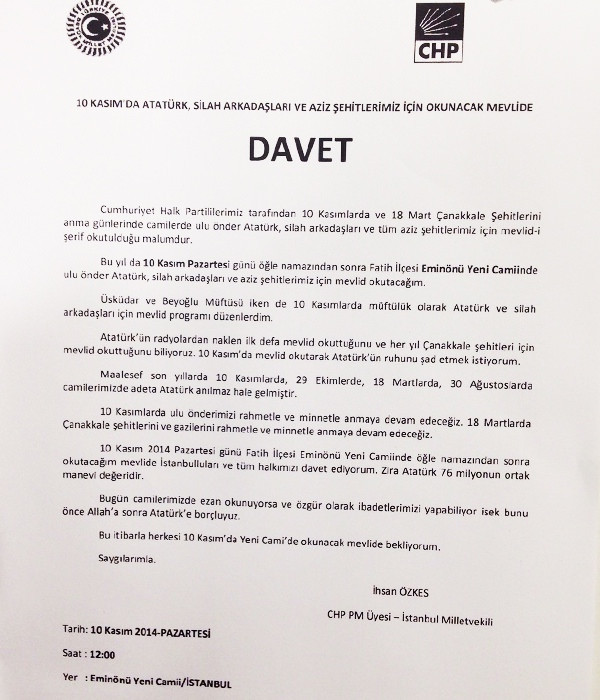 CHP
10 KASIM'DA ATATÜRK, SİLAH ARKADAŞLARI VE AZİZ ŞEHİTLERİMİZ İÇİN OKUNACAK MEVLİDE
DAVET
Cumhuriyet Halk Partililerimiz tarafından 10 Kasımlarda ve 18 Mart Çanakkale Şehitlerini
anma günlerinde camilerde ulu önder Atatürk, silah arkadaşları ve tüm aziz şehitlerimiz için mevlid-i
şerif okutulduğu malumdur.
Bu yıl da 10 Kasım Pazartesi günü öğle namazından sonra Fatih İlçesi Eminönü Yeni Camiinde
ulu önder Atatürk, silah arkadaşları ve aziz şehitlerimiz için mevlid okutacağım.
Üsküdar ve Beyoğlu Müftüsü iken de 10 Kasımlarda müftülük olarak Atatürk ve silah
arkadaşları için mevlid programı düzenlerdim.
Atatürk'ün radyolardan naklen ilk defa mevlid okuttuğunu ve her yıl Çanakkale şehitleri için
mevlid okuttuğunu biliyoruz. 10 Kasım'da mevlid okutarak Atatürk'ün ruhunu şad etmek istiyorum.
Maalesef son yıllarda 10 Kasımlarda, 29 Ekimlerde, 18 Martlarda, 30 Ağustoslarda
camilerimizde adeta Atatürk anılmaz hale gelmiştir.
10 Kasımlarda ulu önderimizi rahmetle ve minnetle anmaya devam edeceğiz. 18 Martlarda
Çanakkale şehitlerini ve gazilerini rahmetle ve minnetle anmaya devam edeceğiz.
10 Kasım 2014 Pazartesi günü Fatih İlçesi Eminönü Yeni Camiinde öğle namazından sonra
okutacağım mevlide İstanbulluları ve tüm halkımızı davet ediyorum. Zira Atatürk 76 milyonun ortak
manevi değeridir.
Bugün camilerimizde ezan okunuyorsa ve özgür olarak ibadetlerimizi yapabiliyor isek bunu
önce Allah'a sonra Atatürk'e borçluyuz.
Bu itibarla herkesi 10 Kasım'da Yeni Cami'de okunacak mevlide bekliyorum.
Saygılarımla.
İhsan ÖZKES
CHP PM Üyesi – İstanbul Milletvekili
Tarih: 10 Kasım 2014-PAZARTESİ
Saat : 12:00
Yer : Eminönü Yeni Camii/İSTANBUL